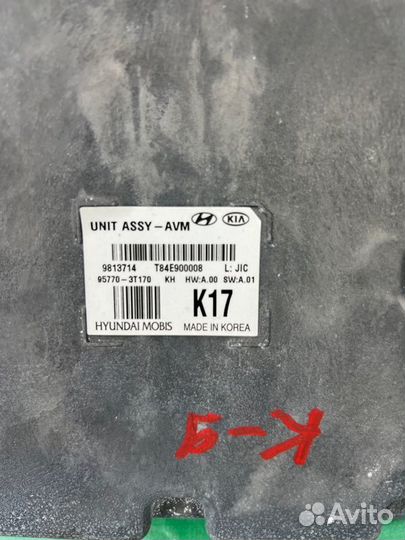 UNIT ASSY-AVM HYUNDAI KIA
9813714 T84E900008 L: JIC
95770-3T170 KH HW:A.00 SW:A.01
K17
HYUNDAI MOBIS MADE IN KOREA
K-9
Avito